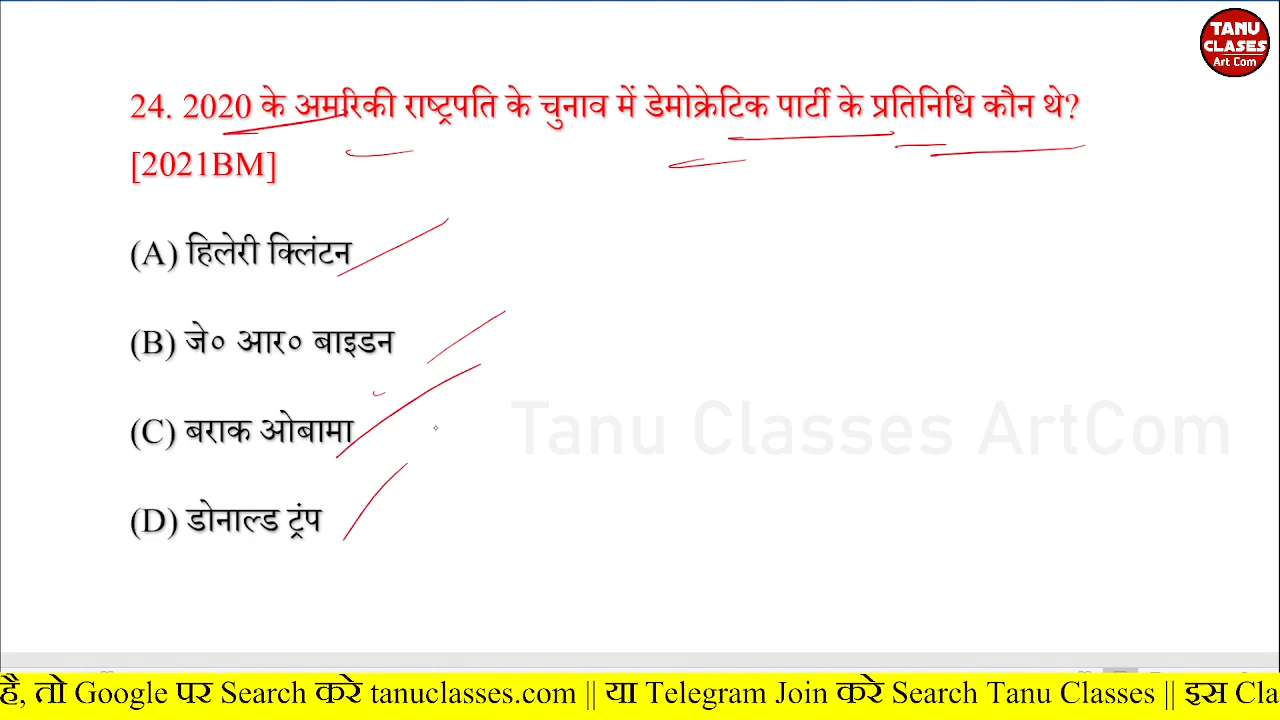 TANU
CLASES
Art Com
24. 2020 के अमरिकी राष्ट्रपति के चुनाव में डेमोक्रेटिक पार्टी के प्रतिनिधि कौन थे?
[2021BM]
(A) हिलेरी क्लिंटन
(B) जे० आर० बाइडन
(C) बराक ओबामा
Tanu Classes ArtCom
(D) डोनाल्ड ट्रंप
है, तो Google पर Search करे tanuclasses.com || या Telegram Join करे Search Tanu Classes || इस Cla